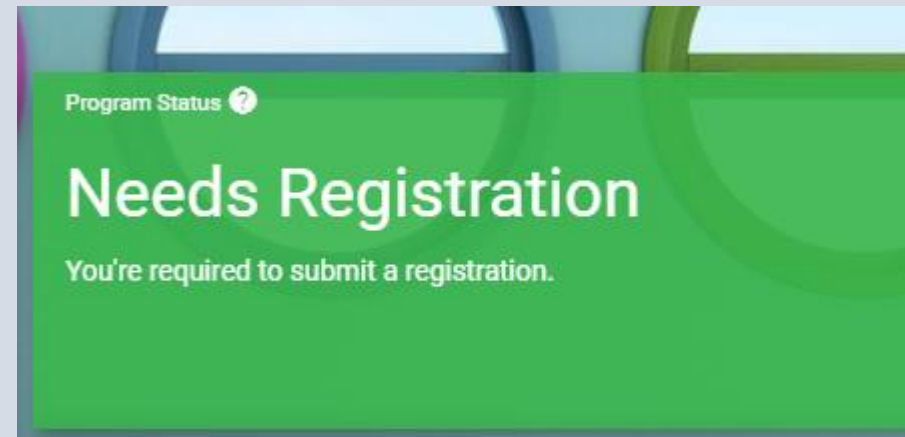 Program Status ?
Needs Registration
You're required to submit a registration.